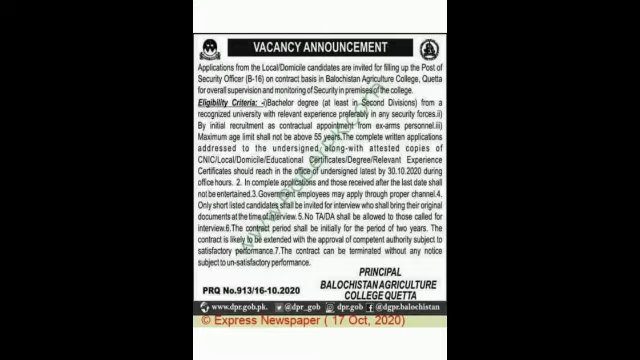 VACANCY ANNOUNCEMENT
Applications from the Local/Domicile candidates are invited for filling up the Post of
Security Officer (B-16) on contract basis in Balochistan Agriculture College, Quetta
for overall supervision and monitoring of Security in premises of the college.
Eligibility Criteria: -i)Bachelor degree (at least in Second Divisions) from a
recognized university with relevant experience preferably in any security forces.ii)
By initial recruitment as contractual appointment from ex-arms personnel.iii)
Maximum age limit shall not be above 55 years.The complete written applications
addressed to the undersigned along-with attested copies of
CNIC/Local/Domicile/Educational Certificates/Degree/Relevant Experience
Certificates should reach in the office of undersigned latest by 30.10.2020 during
office hours. 2. In complete applications and those received after the last date shall
not be entertained.3.Government employees may apply through proper channel.4.
Only short listed candidates shall be invited for interview who shall bring their original
documents at the time of interview. 5. No TA/DA shall be allowed to those called for
interview.6.The contract period shall be initially for the period of two years. The
contract is likely to be extended with the approval of competent authority subject to
satisfactory performance.7.The contract can be terminated without any notice
subject to un-satisfactory performance.
PRINCIPAL
BALOCHISTAN AGRICULTURE
COLLEGE QUETTA
PRQ No.913/16-10.2020
www.dpr.gob.pk. @dpr_gob dpr.gob @dgpr.balochistan
© Express Newspaper ( 17 Oct, 2020)